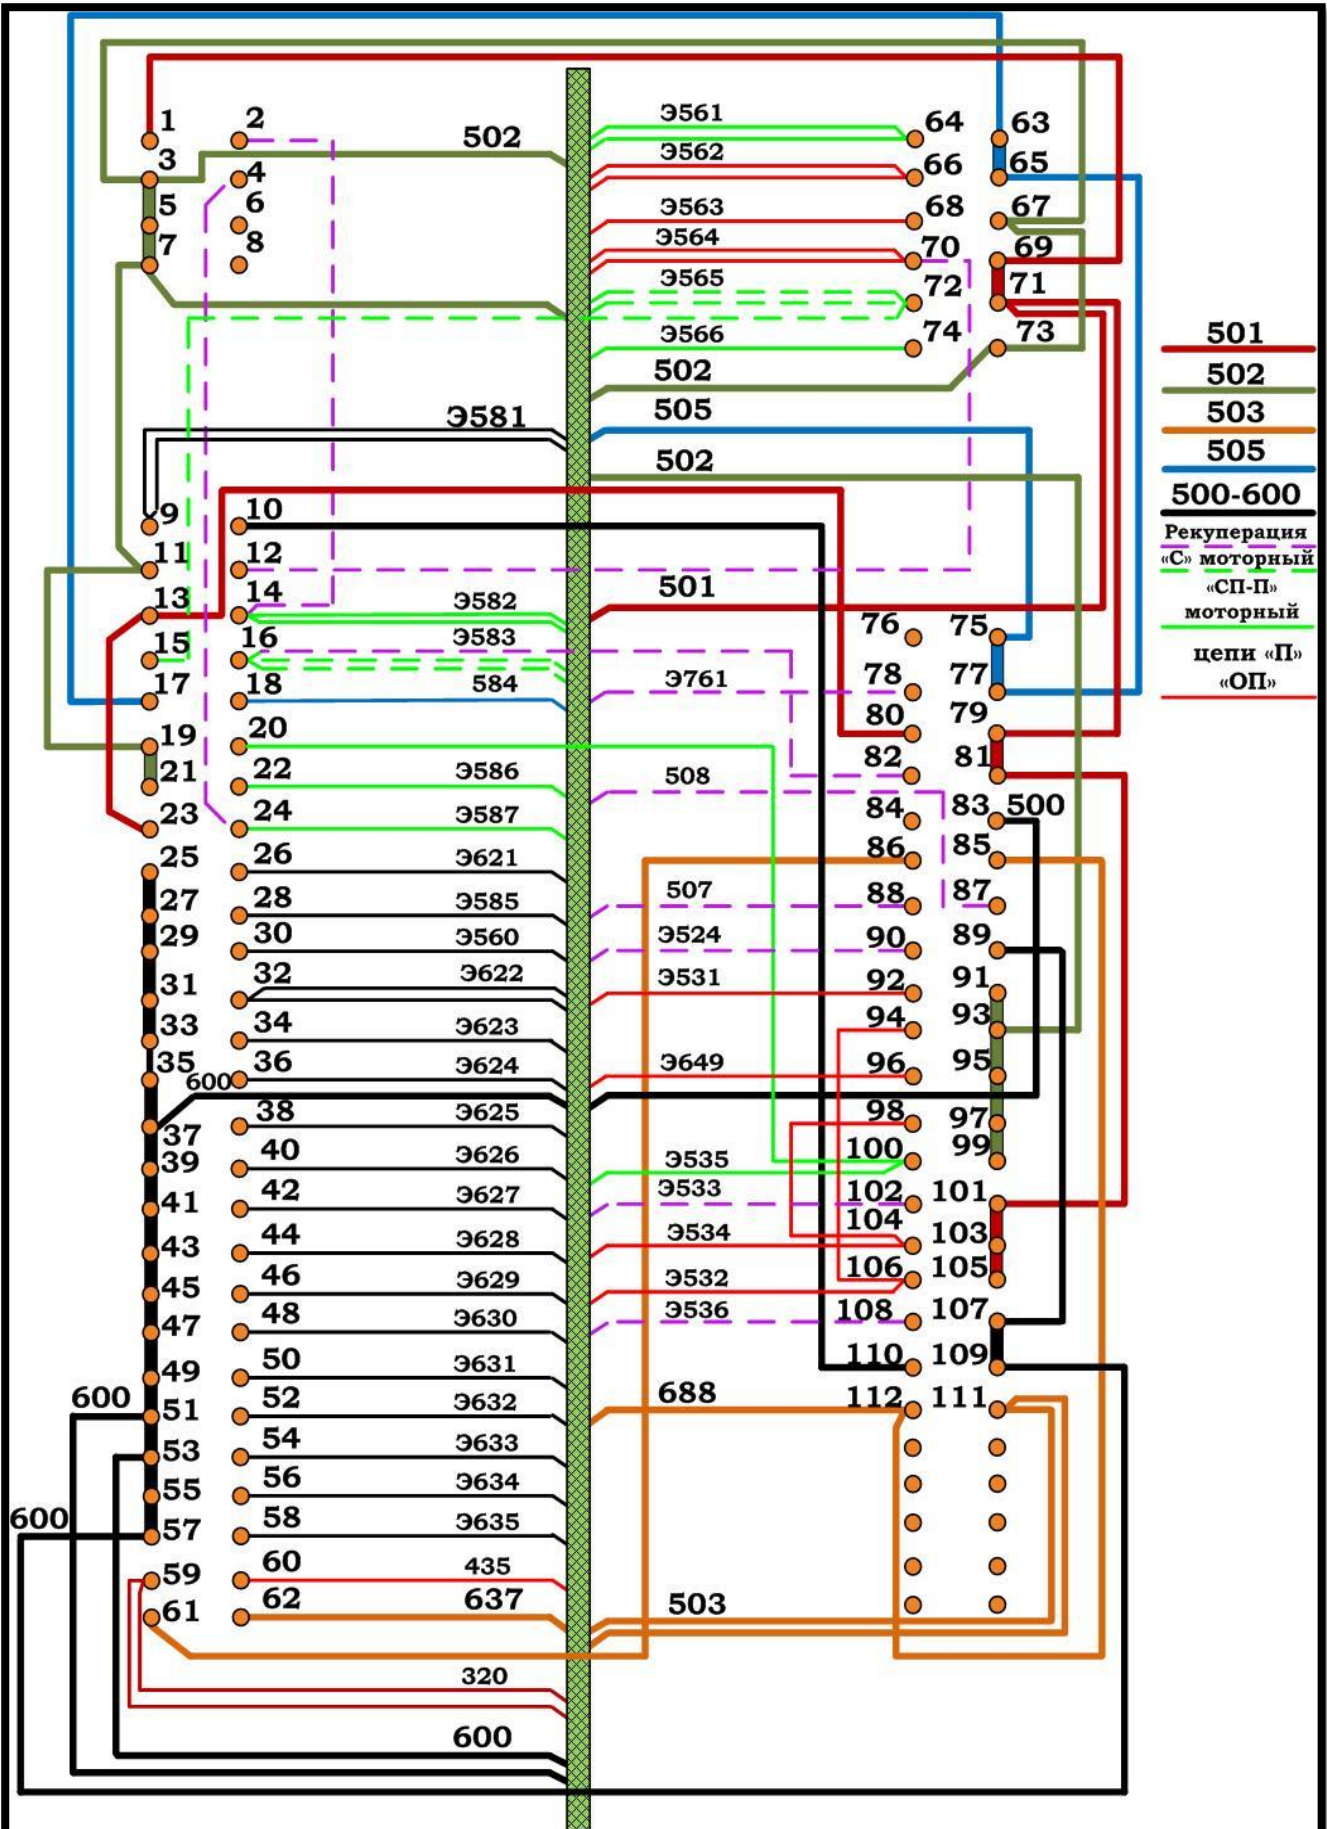 1 2 502 Э561 64 63
3 4 Э562 66 65
5 6 Э563 68 67
7 8 Э564 70 69
Э565 72 71
Э566 74 73
502
505
Э581 502
9 10
11 12
13 14 Э582 501
15 16 Э583 76 75
17 18 584 Э761 78 77
19 20 80 79
21 22 Э586 508 82 81
23 24 Э587 84 83 500
25 26 Э621 86 85
27 28 Э585 507 88 87
29 30 Э560 Э524 90 89
31 32 Э622 Э531 92 91
33 34 Э623 94 93
35 600 36 Э624 Э649 96 95
37 38 Э625 98 97
39 40 Э626 Э535 100 99
41 42 Э627 Э533 102 101
43 44 Э628 Э534 104 103
45 46 Э629 Э532 106 105
47 48 Э630 Э536 108 107
49 50 Э631 110 109
600 51 52 Э632 688 112 111
53 54 Э633
55 56 Э634
600 57 58 Э635
59 60 435
61 62 637 503
320
600
501
502
503
505
500-600
Рекуперация
«С» моторный
«СП-П»
моторный
цепи «П»
«ОП»